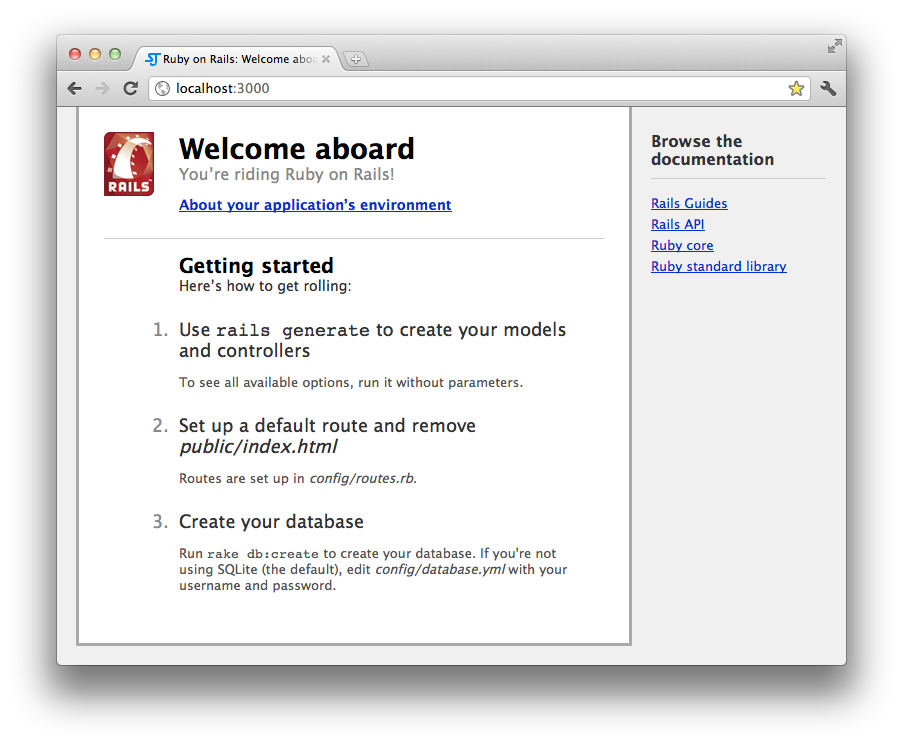 Ruby on Rails: Welcome aboa
localhost:3000
RAILS
Welcome aboard
You’re riding Ruby on Rails!
About your application’s environment
Getting started
Here’s how to get rolling:
1. Use rails generate to create your models
and controllers
To see all available options, run it without parameters.
2. Set up a default route and remove
public/index.html
Routes are set up in config/routes.rb.
3. Create your database
Run rake db:create to create your database. If you're not
using SQLite (the default), edit config/database.yml with your
username and password.
Browse the
documentation
Rails Guides
Rails API
Ruby core
Ruby standard library